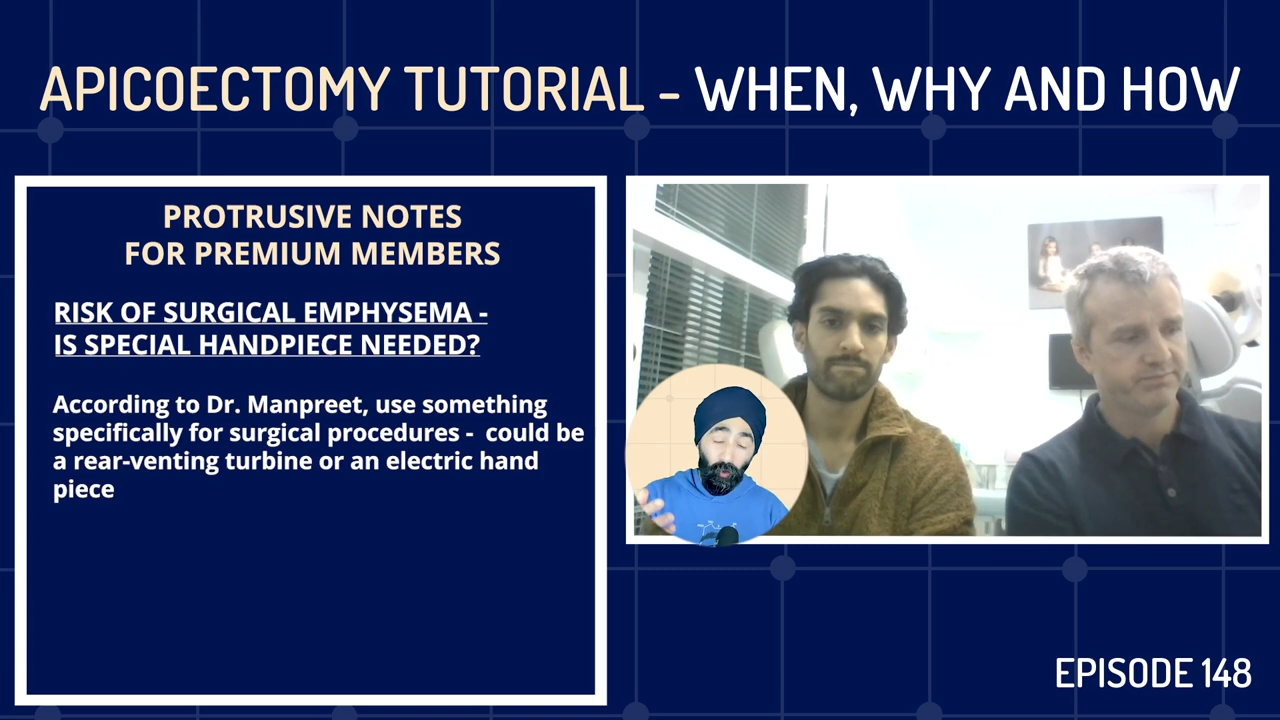 APICOECTOMY TUTORIAL - WHEN, WHY AND HOW
PROTRUSIVE NOTES
FOR PREMIUM MEMBERS
RISK OF SURGICAL EMPHYSEMA -
IS SPECIAL HANDPIECE NEEDED?
According to Dr. Manpreet, use something
specifically for surgical procedures - could be
a rear-venting turbine or an electric hand
piece
EPISODE 148